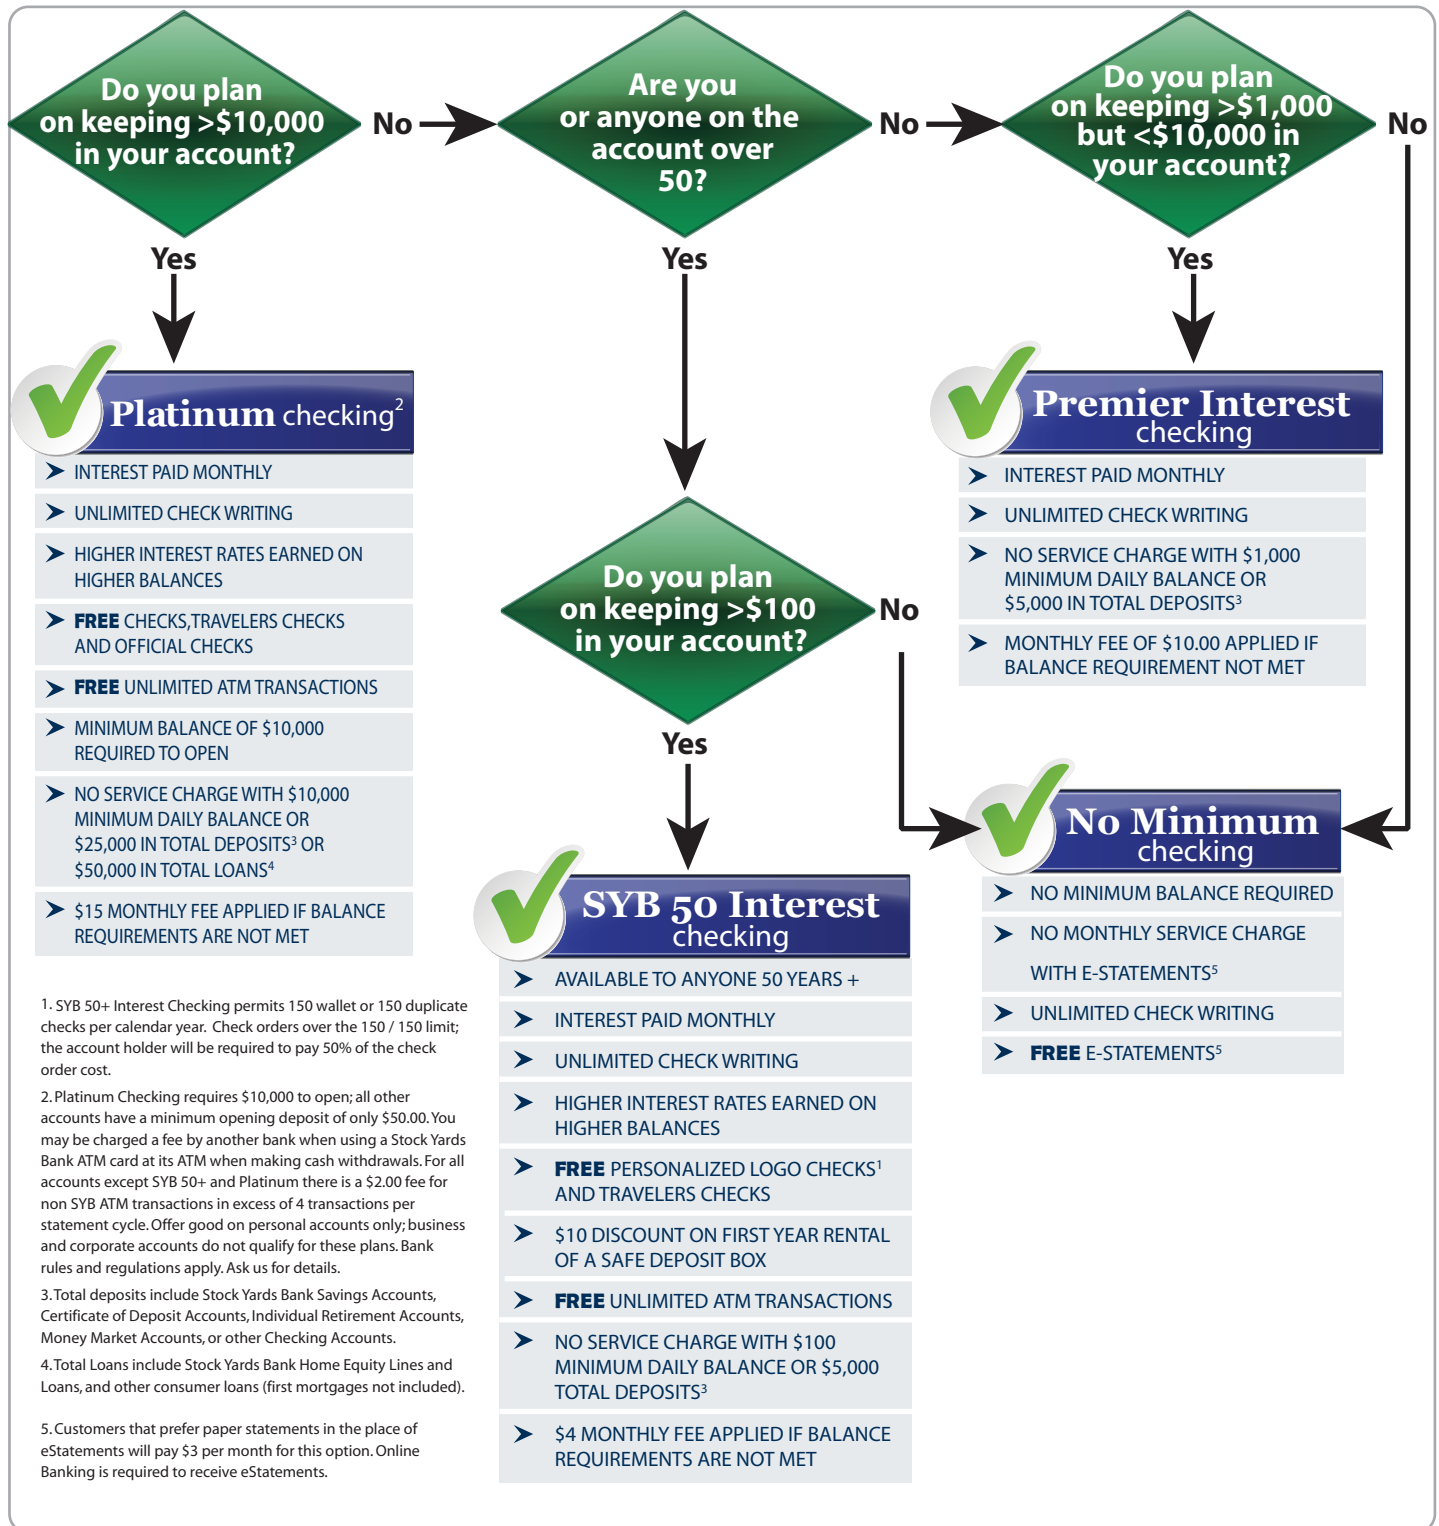 Do you plan
on keeping >$10,000
in your account?
No
Are you
or anyone on the
account over
50?
No
Do you plan
on keeping >$1,000
but <$10,000 in
your account?
No
Yes
Yes
Yes
Platinum checking²
INTEREST PAID MONTHLY
UNLIMITED CHECK WRITING
HIGHER INTEREST RATES EARNED ON
HIGHER BALANCES
FREE CHECKS,TRAVELERS CHECKS
AND OFFICIAL CHECKS
FREE UNLIMITED ATM TRANSACTIONS
MINIMUM BALANCE OF $10,000
REQUIRED TO OPEN
NO SERVICE CHARGE WITH $10,000
MINIMUM DAILY BALANCE OR
$25,000 IN TOTAL DEPOSITS³ OR
$50,000 IN TOTAL LOANS⁴
$15 MONTHLY FEE APPLIED IF BALANCE
REQUIREMENTS ARE NOT MET
Premier Interest
checking
INTEREST PAID MONTHLY
UNLIMITED CHECK WRITING
NO SERVICE CHARGE WITH $1,000
MINIMUM DAILY BALANCE OR
$5,000 IN TOTAL DEPOSITS³
MONTHLY FEE OF $10.00 APPLIED IF
BALANCE REQUIREMENT NOT MET
Do you plan
on keeping >$100
in your account?
No
Yes
No Minimum
checking
NO MINIMUM BALANCE REQUIRED
NO MONTHLY SERVICE CHARGE
WITH E-STATEMENTS⁵
UNLIMITED CHECK WRITING
FREE E-STATEMENTS⁵
SYB 50 Interest
checking
AVAILABLE TO ANYONE 50 YEARS +
INTEREST PAID MONTHLY
UNLIMITED CHECK WRITING
HIGHER INTEREST RATES EARNED ON
HIGHER BALANCES
FREE PERSONALIZED LOGO CHECKS¹
AND TRAVELERS CHECKS
$10 DISCOUNT ON FIRST YEAR RENTAL
OF A SAFE DEPOSIT BOX
FREE UNLIMITED ATM TRANSACTIONS
NO SERVICE CHARGE WITH $100
MINIMUM DAILY BALANCE OR $5,000
TOTAL DEPOSITS³
$4 MONTHLY FEE APPLIED IF BALANCE
REQUIREMENTS ARE NOT MET
1. SYB 50+ Interest Checking permits 150 wallet or 150 duplicate
checks per calendar year. Check orders over the 150 / 150 limit;
the account holder will be required to pay 50% of the check
order cost.
2. Platinum Checking requires $10,000 to open; all other
accounts have a minimum opening deposit of only $50.00. You
may be charged a fee by another bank when using a Stock Yards
Bank ATM card at its ATM when making cash withdrawals. For all
accounts except SYB 50+ and Platinum there is a $2.00 fee for
non SYB ATM transactions in excess of 4 transactions per
statement cycle. Offer good on personal accounts only; business
and corporate accounts do not qualify for these plans. Bank
rules and regulations apply. Ask us for details.
3. Total deposits include Stock Yards Bank Savings Accounts,
Certificate of Deposit Accounts, Individual Retirement Accounts,
Money Market Accounts, or other Checking Accounts.
4. Total Loans include Stock Yards Bank Home Equity Lines and
Loans, and other consumer loans (first mortgages not included).
5. Customers that prefer paper statements in the place of
eStatements will pay $3 per month for this option. Online
Banking is required to receive eStatements.